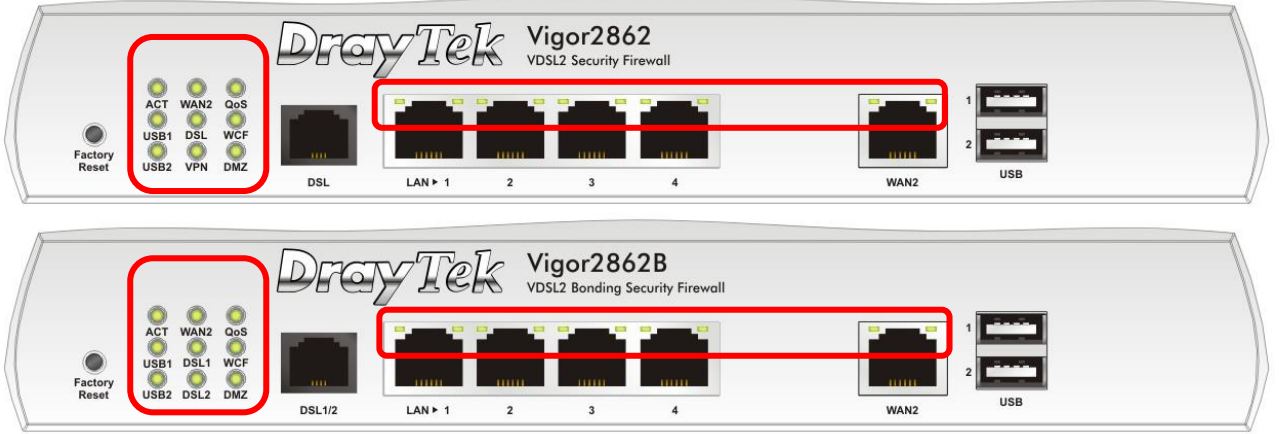 DrayTek Vigor2862
VDSL2 Security Firewall
ACT WAN2 QoS
USB1 DSL WCF
USB2 VPN DMZ
Factory
Reset
DSL
LAN ▶ 1 2 3 4
WAN2
1
2
USB
DrayTek Vigor2862B
VDSL2 Bonding Security Firewall
ACT WAN2 QoS
USB1 DSL1 WCF
USB2 DSL2 DMZ
Factory
Reset
DSL1/2
LAN ▶ 1 2 3 4
WAN2
1
2
USB